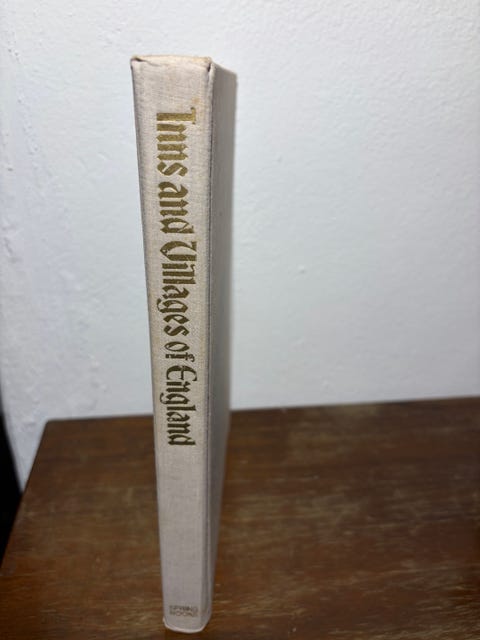 Inns and Villages of England
SPRING
BOOKS